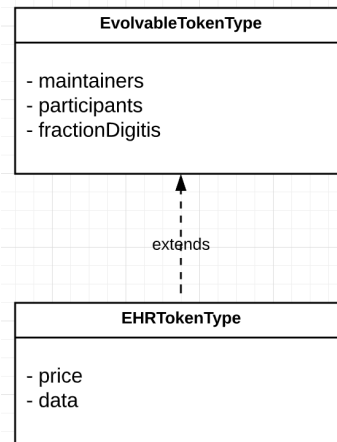 EvolvableTokenType
- maintainers
- participants
- fractionDigitis
extends
EHRTokenType
- price
- data